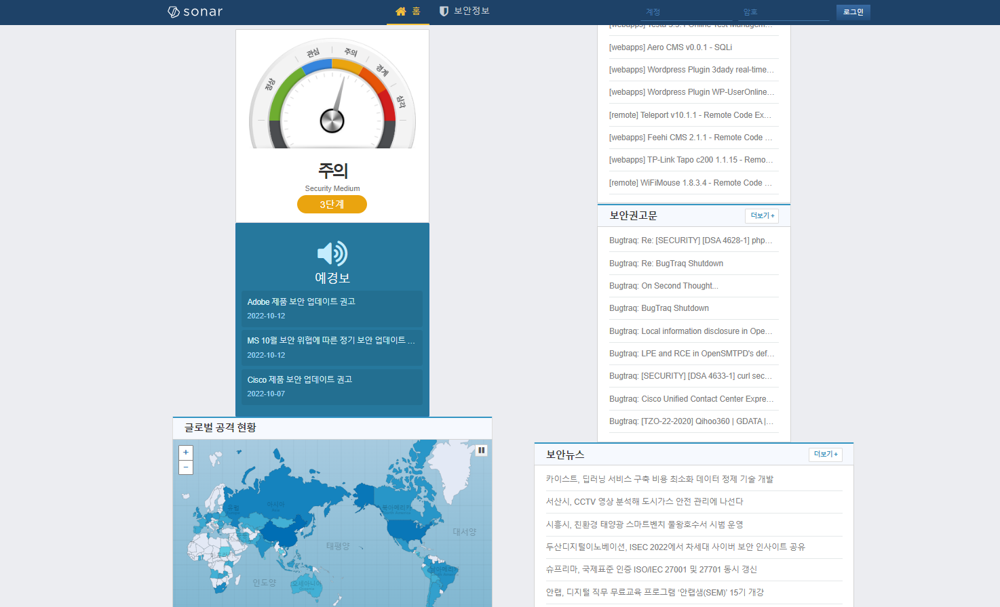 sonar
홈
보안정보
계정
암호
로그인
정상
관심
주의
경계
심각
주의
Security Medium
3단계
예경보
Adobe 제품 보안 업데이트 권고
2022-10-12
MS 10월 보안 위협에 따른 정기 보안 업데이트 ...
2022-10-12
Cisco 제품 보안 업데이트 권고
2022-10-07
글로벌 공격 현황
+
−
유럽
아시아
북아메리카
대서양
태평양
인도양
오세아니아
남아메리카
[webapps] Testa 3.5.1 Online Test Managem...
[webapps] Aero CMS v0.0.1 - SQLi
[webapps] Wordpress Plugin 3dady real-time...
[webapps] Wordpress Plugin WP-UserOnline...
[remote] Teleport v10.1.1 - Remote Code Ex...
[webapps] Feehi CMS 2.1.1 - Remote Code ...
[webapps] TP-Link Tapo c200 1.1.15 - Remo...
[remote] WiFiMouse 1.8.3.4 - Remote Code ...
보안권고문
더보기 +
Bugtraq: Re: [SECURITY] [DSA 4628-1] php...
Bugtraq: Re: BugTraq Shutdown
Bugtraq: On Second Thought...
Bugtraq: BugTraq Shutdown
Bugtraq: Local information disclosure in Ope...
Bugtraq: LPE and RCE in OpenSMTPD's def...
Bugtraq: [SECURITY] [DSA 4633-1] curl sec...
Bugtraq: Cisco Unified Contact Center Expre...
Bugtraq: [TZO-22-2020] Qihoo360 | GDATA |...
보안뉴스
더보기 +
카이스트, 딥러닝 서비스 구축 비용 최소화 데이터 정제 기술 개발
서산시, CCTV 영상 분석해 도시가스 안전 관리에 나선다
시흥시, 친환경 태양광 스마트벤치 물왕호수서 시범 운영
두산디지털이노베이션, ISEC 2022에서 차세대 사이버 보안 인사이트 공유
슈프리마, 국제표준 인증 ISO/IEC 27001 및 27701 동시 갱신
안랩, 디지털 직무 무료교육 프로그램 ‘안랩샘(SEM)’ 15기 개강